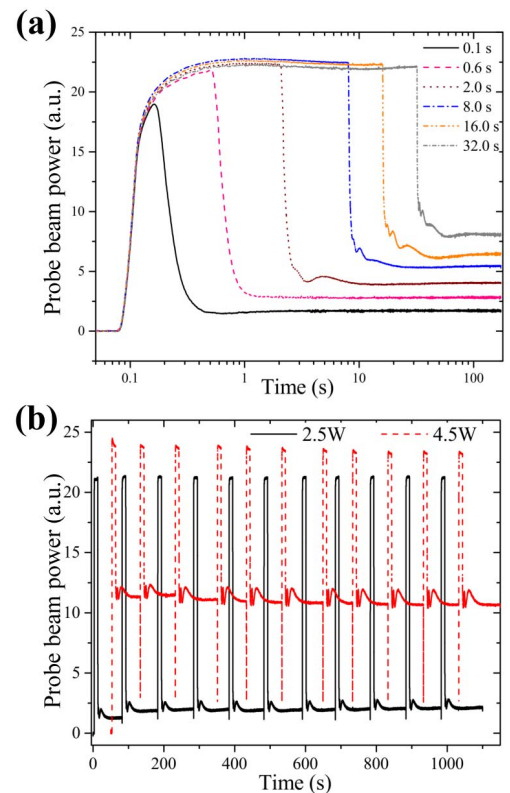 (a)
25
20
15
10
5
0
Probe beam power (a.u.)
0.1 s
0.6 s
2.0 s
8.0 s
16.0 s
32.0 s
0.1 1 10 100
Time (s)
(b)
25
20
15
10
5
0
Probe beam power (a.u.)
2.5W 4.5W
0 200 400 600 800 1000
Time (s)